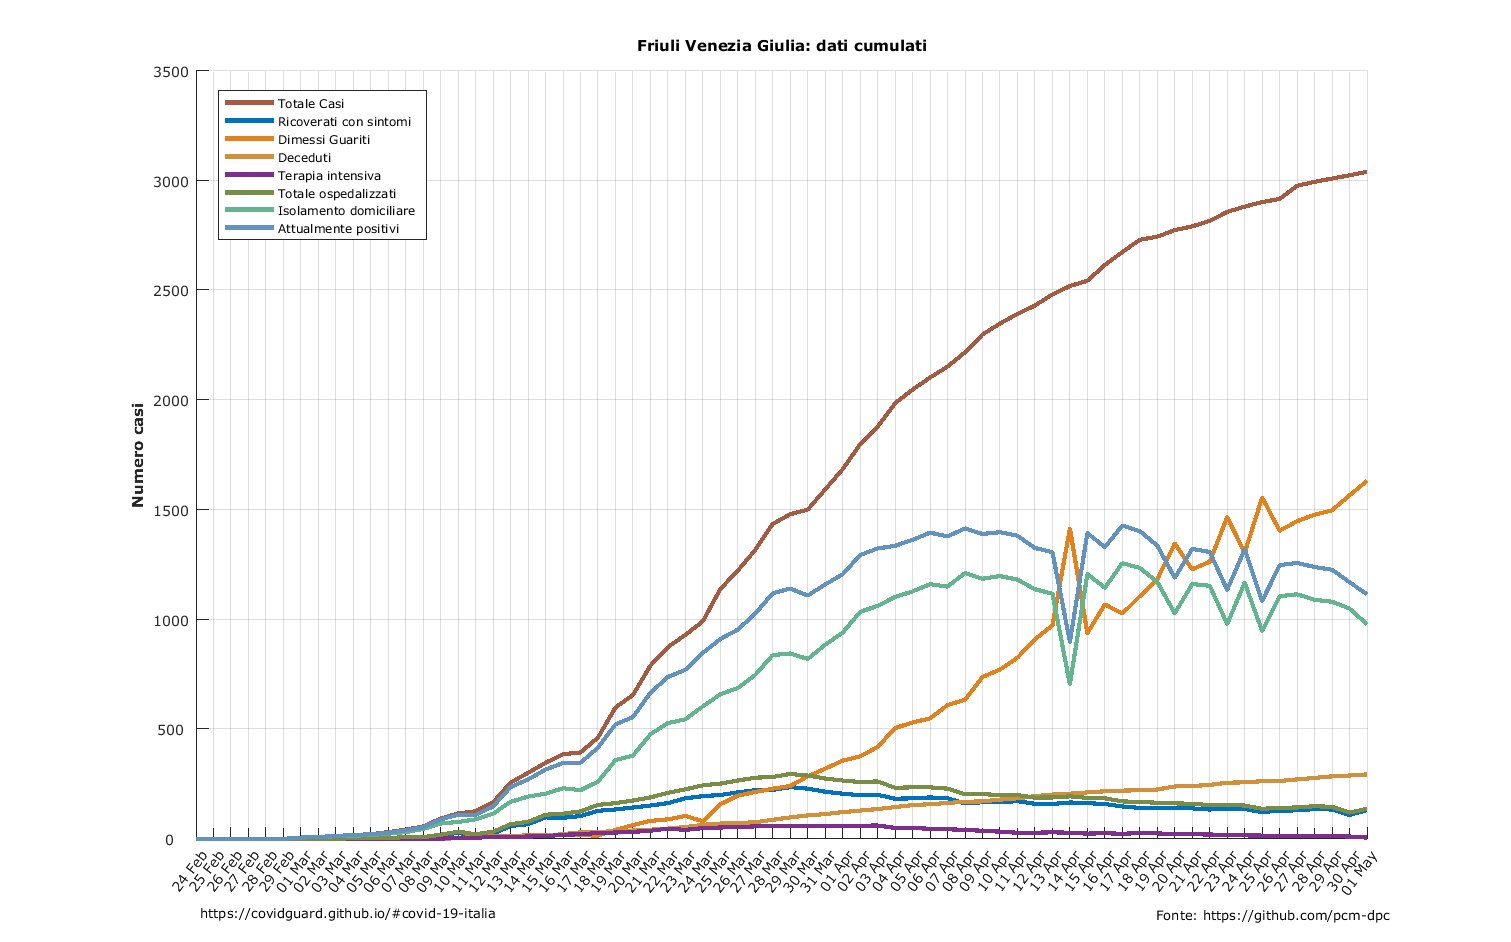 Friuli Venezia Giulia: dati cumulati
3500
3000
2500
2000
1500
1000
500
0
Numero casi
Totale Casi
Ricoverati con sintomi
Dimessi Guariti
Deceduti
Terapia intensiva
Totale ospedalizzati
Isolamento domiciliare
Attualmente positivi
24 Feb
25 Feb
26 Feb
27 Feb
28 Feb
29 Feb
01 Mar
02 Mar
03 Mar
04 Mar
05 Mar
06 Mar
07 Mar
08 Mar
09 Mar
10 Mar
11 Mar
12 Mar
13 Mar
14 Mar
15 Mar
16 Mar
17 Mar
18 Mar
19 Mar
20 Mar
21 Mar
22 Mar
23 Mar
24 Mar
25 Mar
26 Mar
27 Mar
28 Mar
29 Mar
30 Mar
31 Mar
01 Apr
02 Apr
03 Apr
04 Apr
05 Apr
06 Apr
07 Apr
08 Apr
09 Apr
10 Apr
11 Apr
12 Apr
13 Apr
14 Apr
15 Apr
16 Apr
17 Apr
18 Apr
19 Apr
20 Apr
21 Apr
22 Apr
23 Apr
24 Apr
25 Apr
26 Apr
27 Apr
28 Apr
29 Apr
30 Apr
01 May
https://covidguard.github.io/#covid-19-italia
Fonte: https://github.com/pcm-dpc